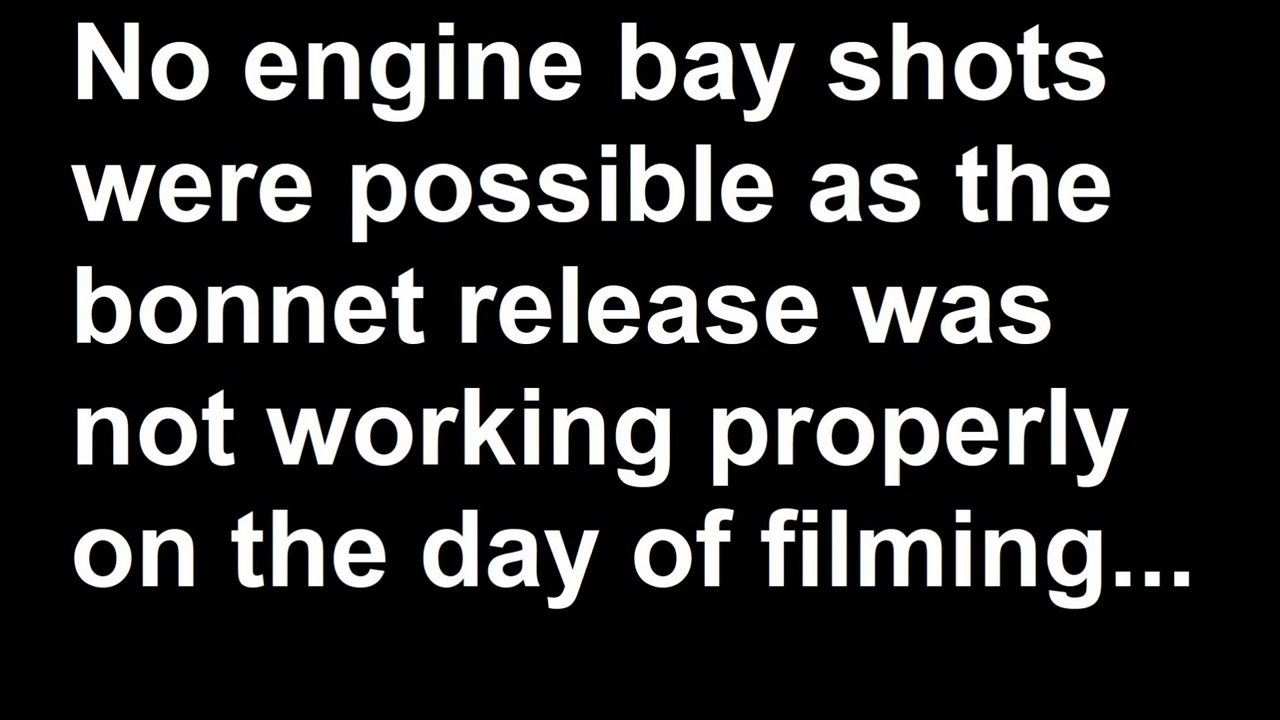 No engine bay shots
were possible as the
bonnet release was
not working properly
on the day of filming...